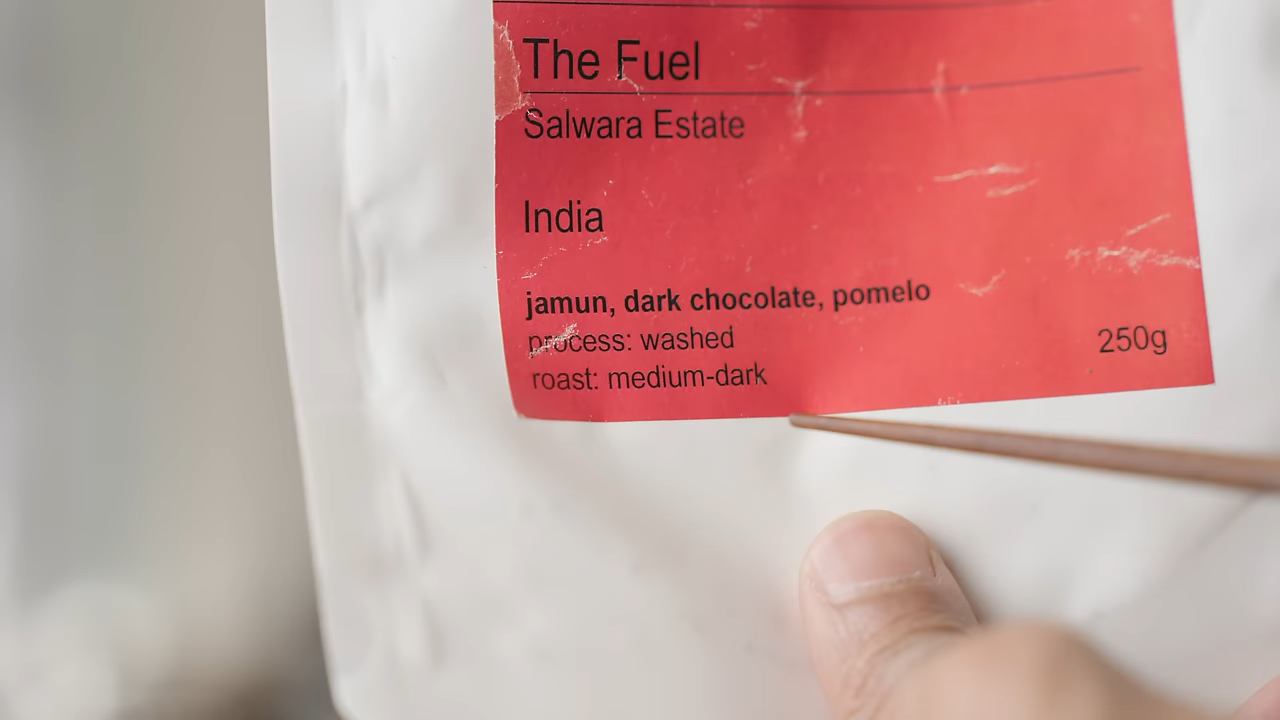 The Fuel
Salwara Estate
India
jamun, dark chocolate, pomelo
process: washed
250g
roast: medium-dark